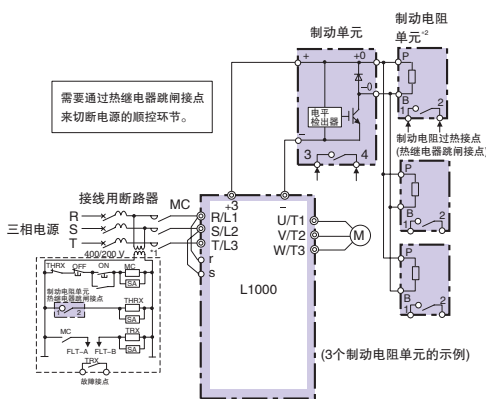 制动电阻
单元*2
制动单元
P
B
1 2
+ +0
−0
电平
检出器
−
3 4
制动电阻过热接点
(热继电器跳闸接点)
P
B
1 2
P
B
1 2
需要通过热继电器跳闸接点
来切断电源的顺控环节。
接线用断路器 MC
三相电源
R
S
T
+3 −
R/L1
S/L2
T/L3
r
s
U/T1
V/T2
W/T3
M
L1000
400/200 V *1
THRX OFF ON MC
SA
制动电阻单元
热继电器跳闸接点
1 2
THRX
SA
MC
FLT−A FLT−B
TRX
SA
TRX
故障接点
(3个制动电阻单元的示例)